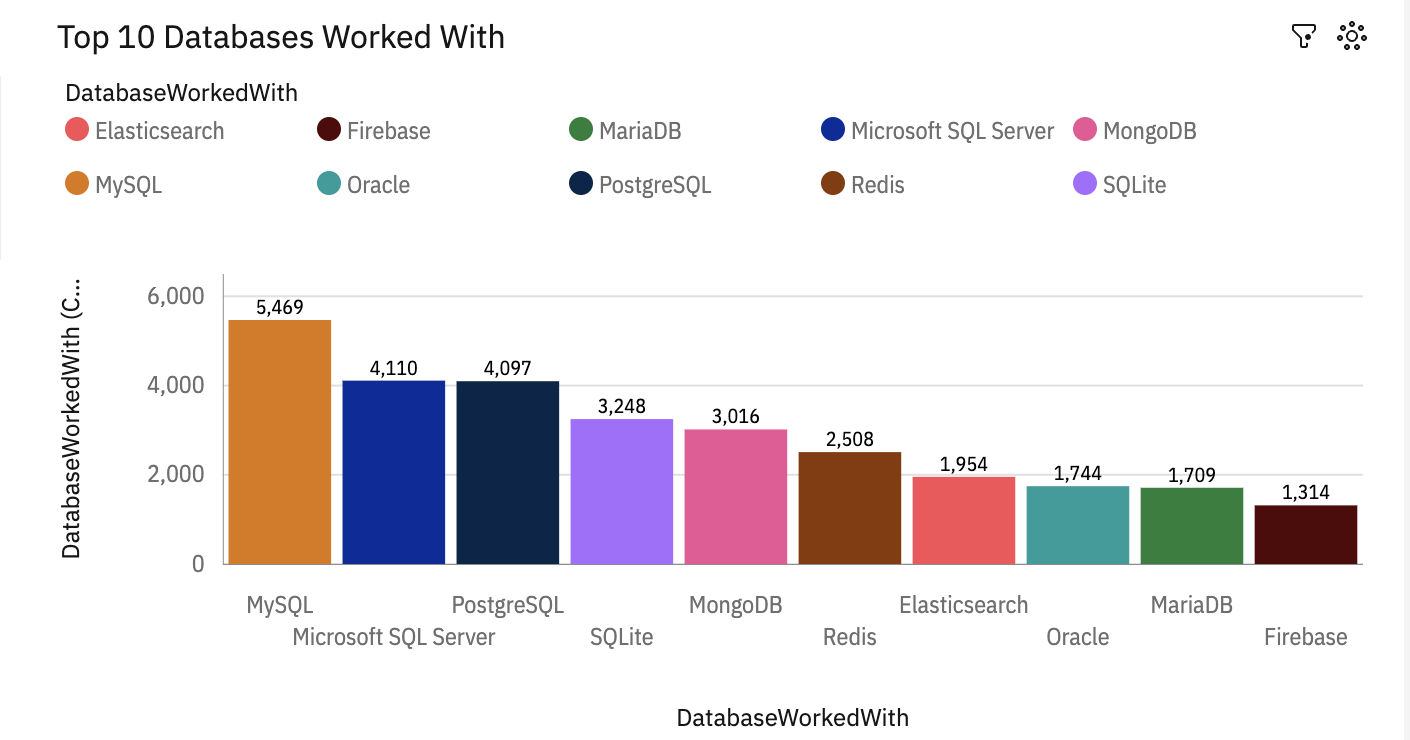 Top 10 Databases Worked With
DatabaseWorkedWith
Elasticsearch Firebase MariaDB Microsoft SQL Server MongoDB
MySQL Oracle PostgreSQL Redis SQLite
DatabaseWorkedWith (C...
6,000
4,000
2,000
0
5,469
4,110
4,097
3,248
3,016
2,508
1,954
1,744
1,709
1,314
MySQL PostgreSQL MongoDB Elasticsearch MariaDB
Microsoft SQL Server SQLite Redis Oracle Firebase
DatabaseWorkedWith